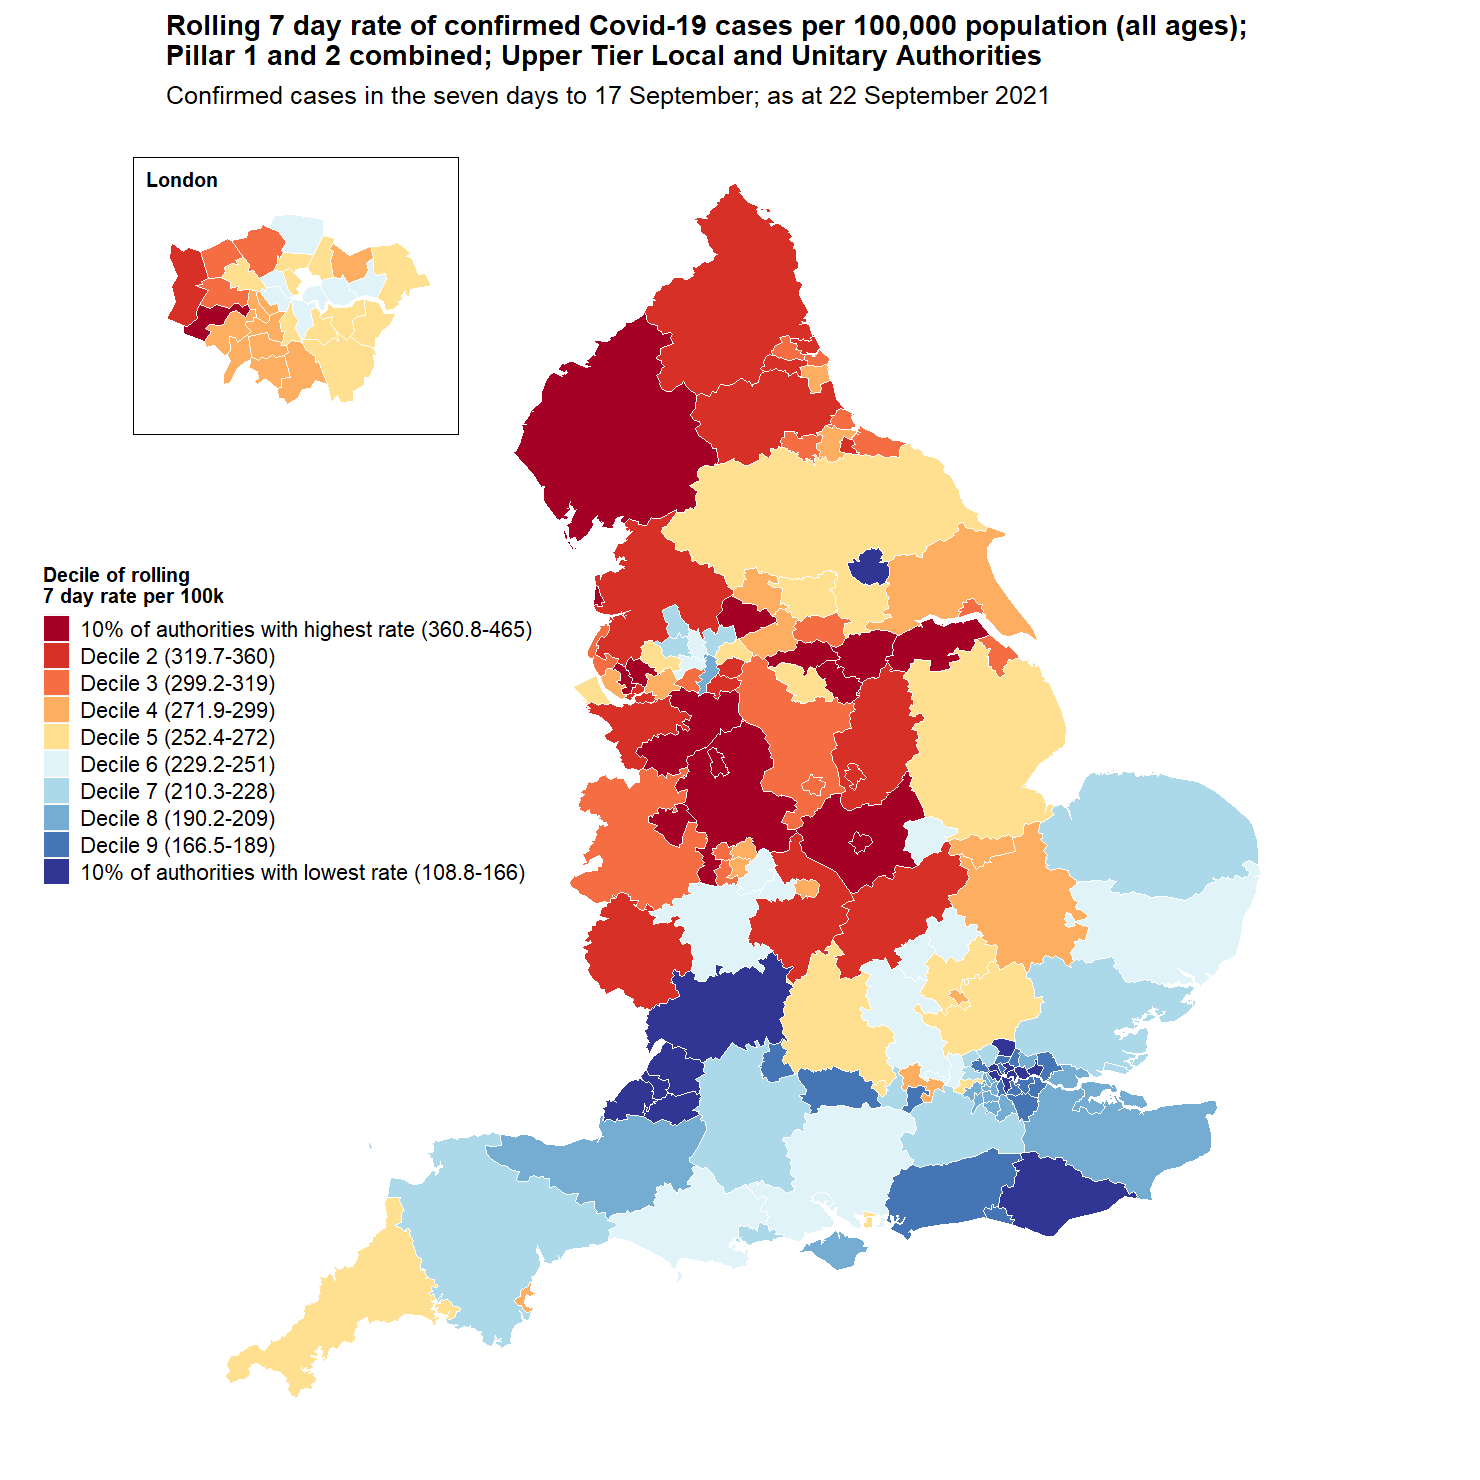 Rolling 7 day rate of confirmed Covid-19 cases per 100,000 population (all ages);
Pillar 1 and 2 combined; Upper Tier Local and Unitary Authorities
Confirmed cases in the seven days to 17 September; as at 22 September 2021
London
Decile of rolling
7 day rate per 100k
10% of authorities with highest rate (360.8-465)
Decile 2 (319.7-360)
Decile 3 (299.2-319)
Decile 4 (271.9-299)
Decile 5 (252.4-272)
Decile 6 (229.2-251)
Decile 7 (210.3-228)
Decile 8 (190.2-209)
Decile 9 (166.5-189)
10% of authorities with lowest rate (108.8-166)